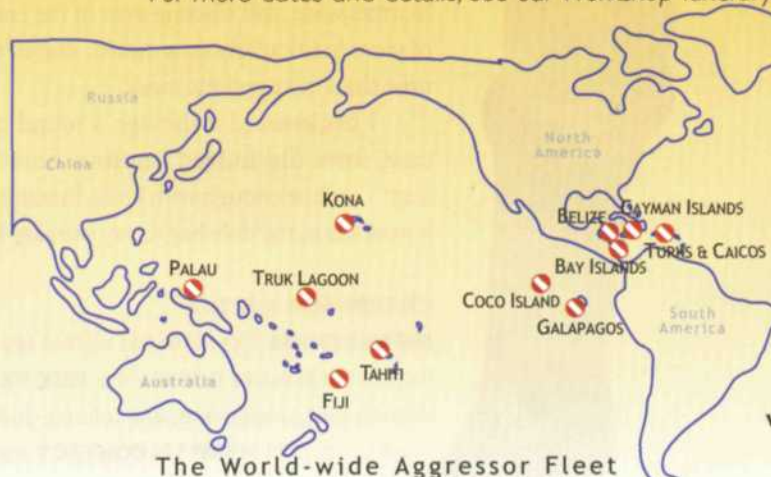 Russia
China
North
America
KONA
BELIZE
CAYMAN ISLANDS
PALAU
TRUK LAGOON
BAY ISLANDS
TURKS & CAICOS
COCO ISLAND
GALAPAGOS
South
America
Australia
TAHITI
FIJI
The World-wide Aggressor Fleet